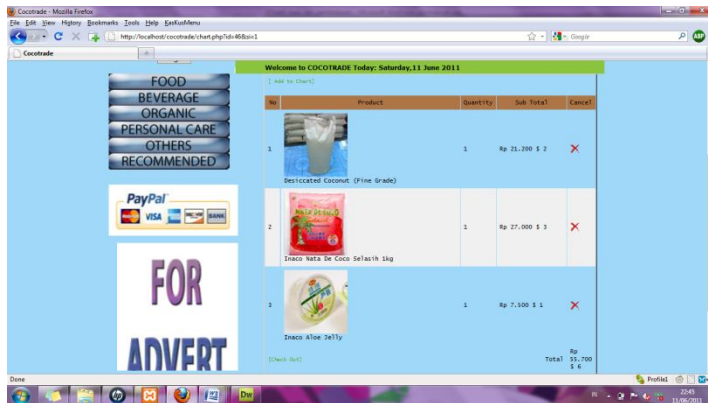 Cocotrade - Mozilla Firefox
File Edit View History Bookmarks Tools Help KasKusMenu
http://localhost/cocotrade/chart.php?id=46&si=1
Google
ABP
Cocotrade
Welcome to COCOTRADE Today: Saturday,11 June 2011
[ Add to Chart]
FOOD
BEVERAGE
ORGANIC
PERSONAL CARE
OTHERS
RECOMMENDED
PayPal
VISA
BANK
FOR
ADVERT
No Product Quantity Sub Total Cancel
1 Desiccated Coconut (Fine Grade) 1 Rp 21.200 $ 2
NATA DE COCO
2 Inaco Nata De Coco Selasih 1kg 1 Rp 27.000 $ 3
3 Inaco Aloe Jelly 1 Rp 7.500 $ 1
[Check Out]
Total Rp 55.700 $ 6
Done
Profile1
Dw
22:45
11/06/2011